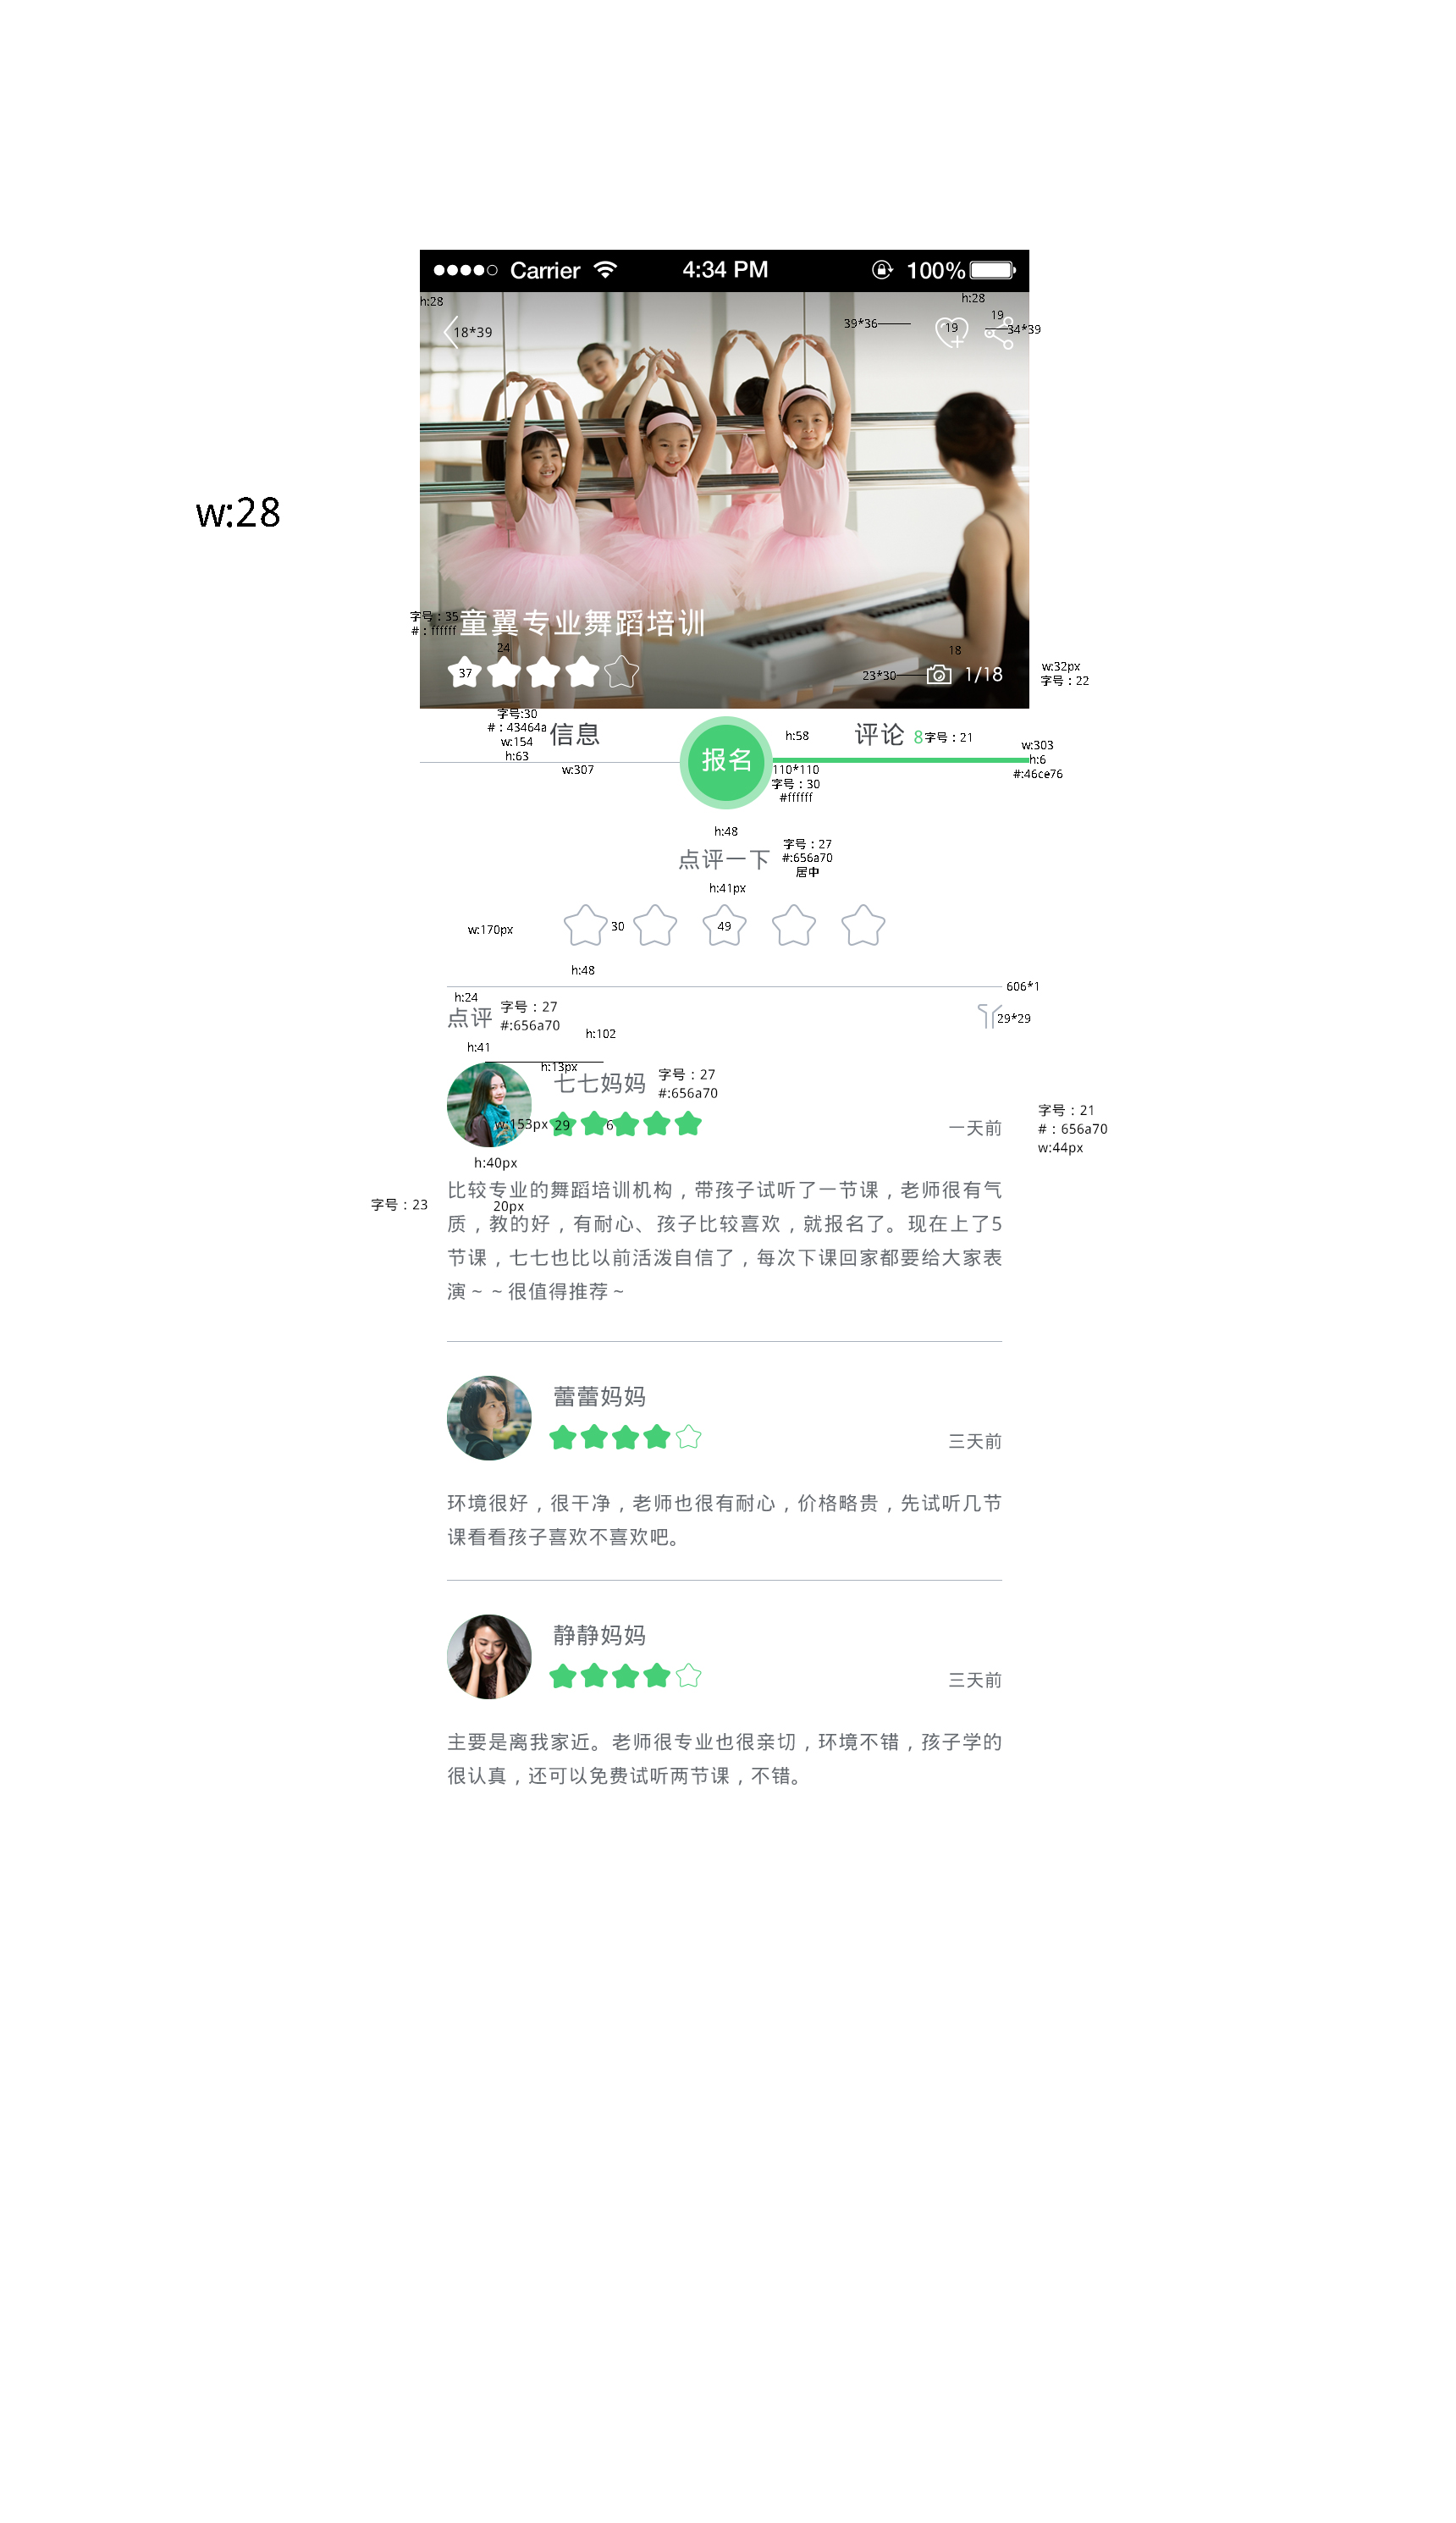 Carrier 4:34 PM 100%
h:28 h:28
18*39 39*36 19 19 34*39
w:28
字号：35 童翼专业舞蹈培训
#：ffffff
24 18
37 23*30 1/18 w:32px
字号：22
字号:30
#：43464a 信息 h:58 评论 8 字号：21
w:154 w:303
h:63 报名 h:6
w:307 110*110 #:46ce76
字号：30
#ffffff
h:48
点评一下 字号：27
#:656a70
居中
h:41px
w:170px 30 49
h:48
606*1
h:24
点评 字号：27 29*29
#:656a70
h:102
h:41
h:13px
七七妈妈 字号：27
#:656a70
w:153px 29 6 一天前 字号：21
#：656a70
w:44px
h:40px
比较专业的舞蹈培训机构，带孩子试听了一节课，老师很有气
字号：23 20px
质，教的好，有耐心、孩子比较喜欢，就报名了。现在上了5
节课，七七也比以前活泼自信了，每次下课回家都要给大家表
演～～很值得推荐～
蕾蕾妈妈
三天前
环境很好，很干净，老师也很有耐心，价格略贵，先试听几节
课看看孩子喜欢不喜欢吧。
静静妈妈
三天前
主要是离我家近。老师很专业也很亲切，环境不错，孩子学的
很认真，还可以免费试听两节课，不错。